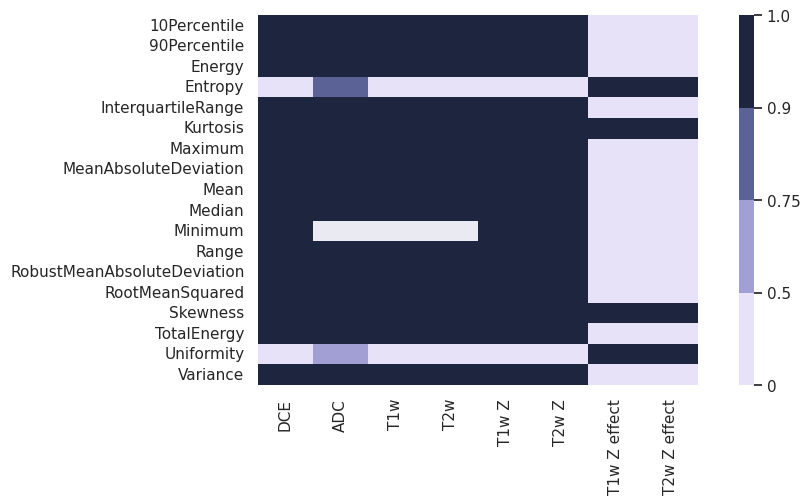 10Percentile
90Percentile
Energy
Entropy
InterquartileRange
Kurtosis
Maximum
MeanAbsoluteDeviation
Mean
Median
Minimum
Range
RobustMeanAbsoluteDeviation
RootMeanSquared
Skewness
TotalEnergy
Uniformity
Variance
DCE
ADC
T1w
T2w
T1w Z
T2w Z
T1w Z effect
T2w Z effect
1.0
0.9
0.75
0.5
0